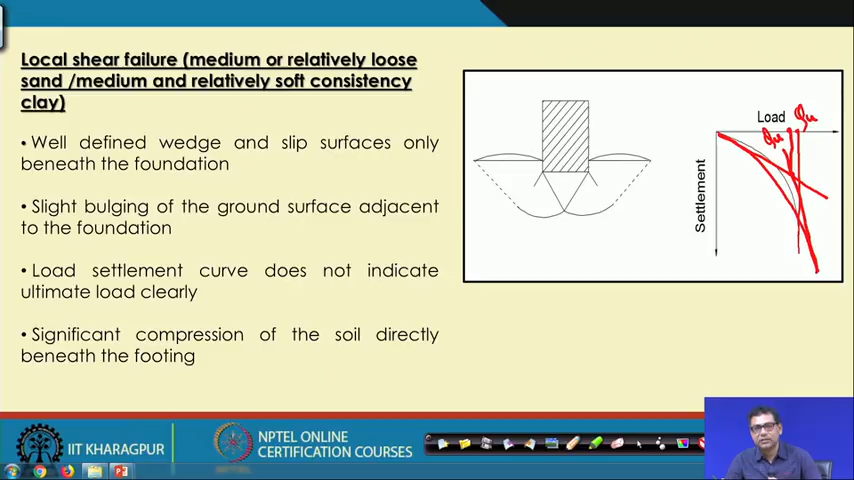 Local shear failure (medium or relatively loose
sand /medium and relatively soft consistency
clay)
• Well defined wedge and slip surfaces only
beneath the foundation
• Slight bulging of the ground surface adjacent
to the foundation
• Load settlement curve does not indicate
ultimate load clearly
• Significant compression of the soil directly
beneath the footing
Load
Qu
Qu
Settlement
IIT KHARAGPUR
NPTEL ONLINE
CERTIFICATION COURSES